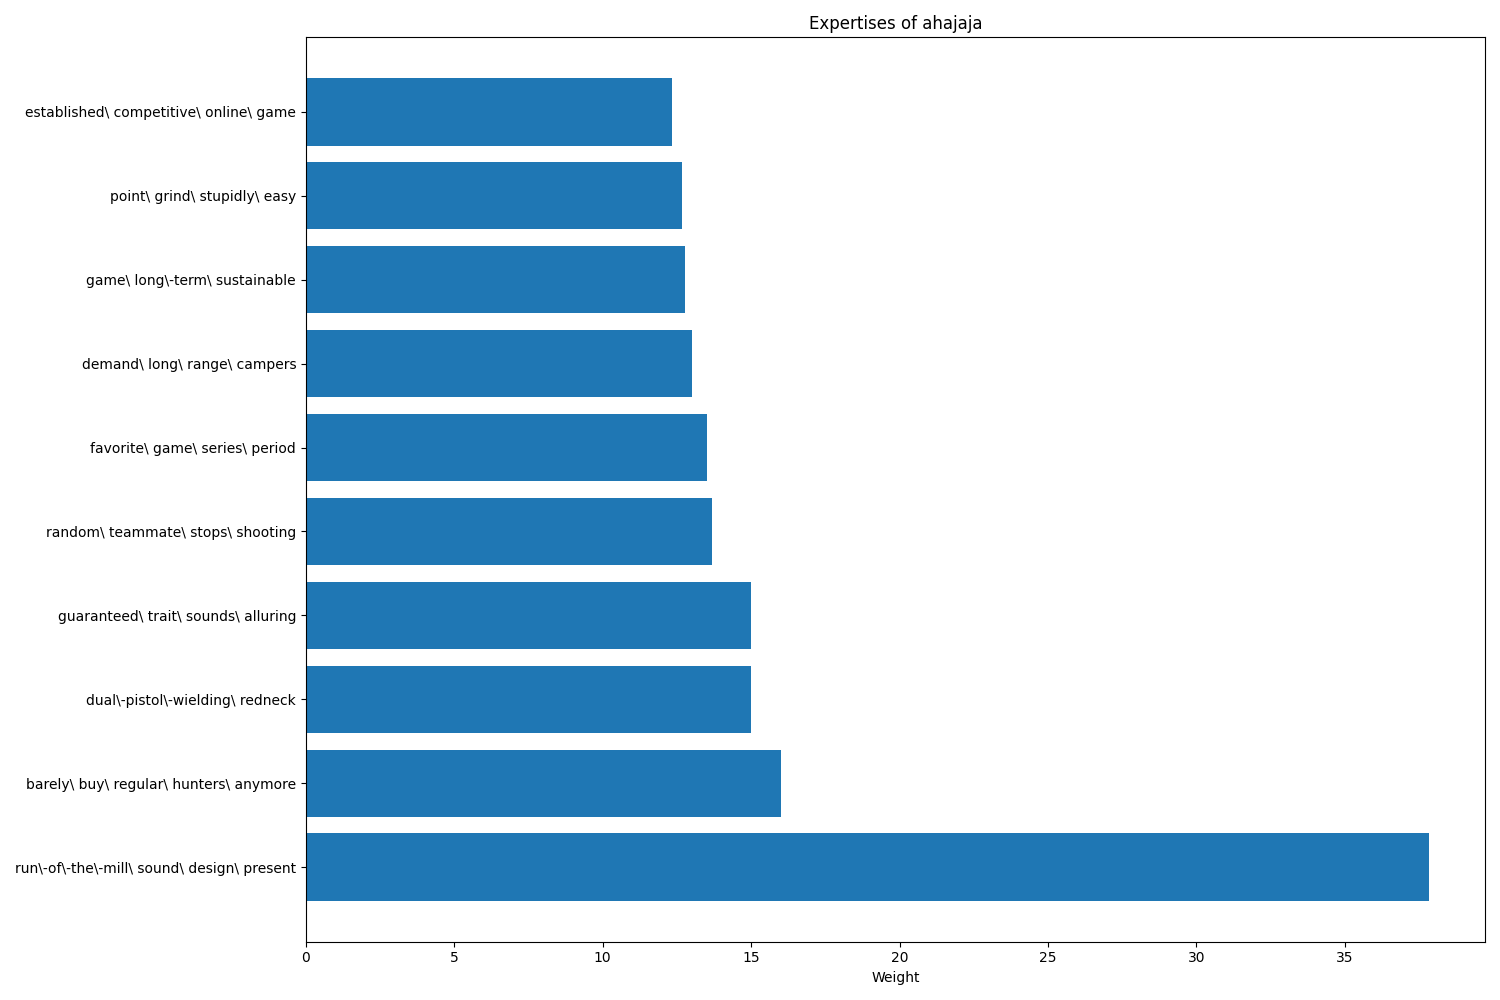 Expertises of ahajaja
established\ competitive\ online\ game
point\ grind\ stupidly\ easy
game\ long\-term\ sustainable
demand\ long\ range\ campers
favorite\ game\ series\ period
random\ teammate\ stops\ shooting
guaranteed\ trait\ sounds\ alluring
dual\-pistol\-wielding\ redneck
barely\ buy\ regular\ hunters\ anymore
run\-of\-the\-mill\ sound\ design\ present
0 5 10 15 20 25 30 35
Weight